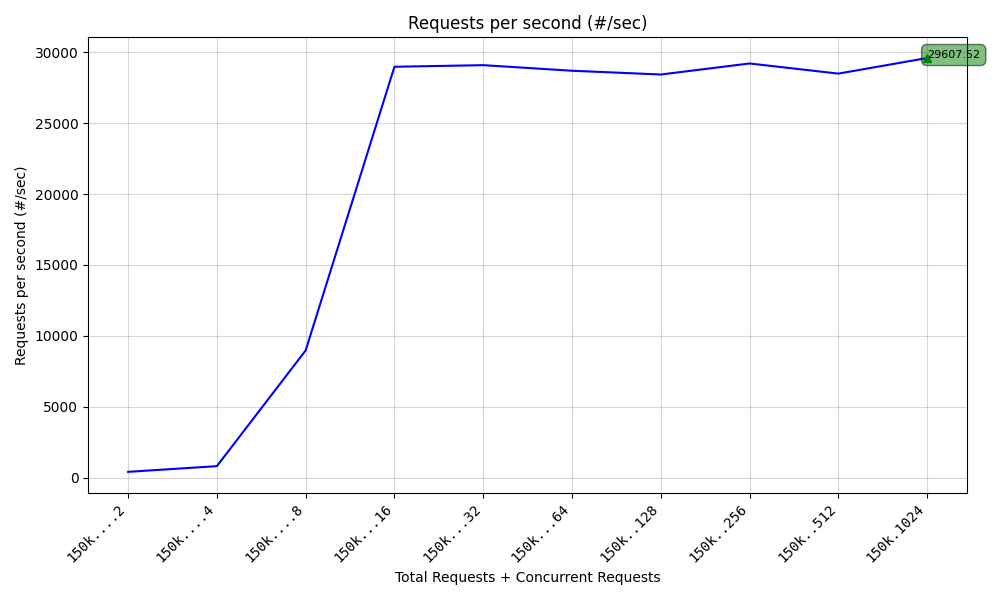 Requests per second (#/sec)
30000
29607.52
25000
20000
15000
10000
5000
0
Requests per second (#/sec)
150k....2
150k....4
150k....8
150k...16
150k...32
150k...64
150k..128
150k..256
150k..512
150k.1024
Total Requests + Concurrent Requests